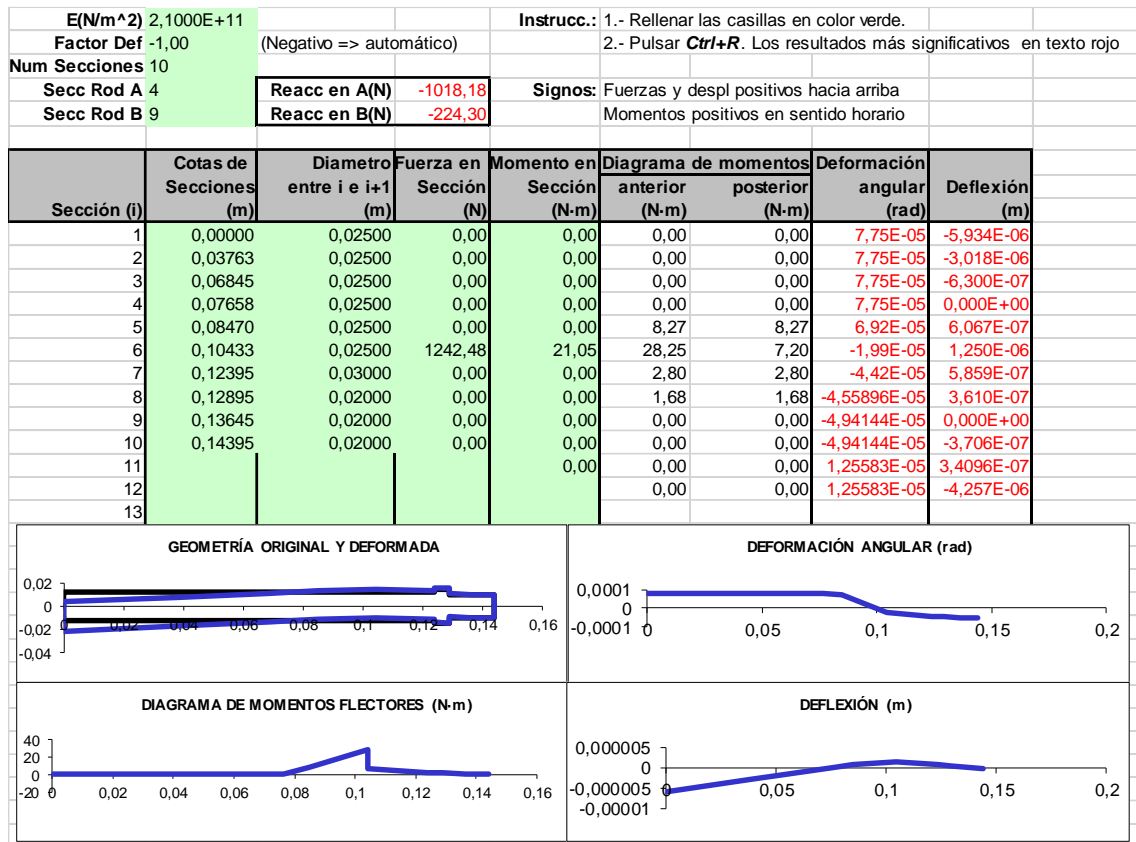 E(N/m^2) 2,1000E+11 Instrucc.: 1.- Rellenar las casillas en color verde.
Factor Def -1,00 (Negativo => automático) 2.- Pulsar Ctrl+R. Los resultados más significativos en texto rojo
Num Secciones 10
Secc Rod A 4 Reacc en A(N) -1018,18 Signos: Fuerzas y despl positivos hacia arriba
Secc Rod B 9 Reacc en B(N) -224,30 Momentos positivos en sentido horario
Cotas de Diametro Fuerza en Momento en Diagrama de momentos Deformación
Secciones entre i e i+1 Sección Sección anterior posterior angular Deflexión
Sección (i) (m) (m) (N) (N·m) (N·m) (N·m) (rad) (m)
1 0,00000 0,02500 0,00 0,00 0,00 0,00 7,75E-05 -5,934E-06
2 0,03763 0,02500 0,00 0,00 0,00 0,00 7,75E-05 -3,018E-06
3 0,06845 0,02500 0,00 0,00 0,00 0,00 7,75E-05 -6,300E-07
4 0,07658 0,02500 0,00 0,00 0,00 0,00 7,75E-05 0,000E+00
5 0,08470 0,02500 0,00 0,00 8,27 8,27 6,92E-05 6,067E-07
6 0,10433 0,02500 1242,48 21,05 28,25 7,20 -1,99E-05 1,250E-06
7 0,12395 0,03000 0,00 0,00 2,80 2,80 -4,42E-05 5,859E-07
8 0,12895 0,02000 0,00 0,00 1,68 1,68 -4,55896E-05 3,610E-07
9 0,13645 0,02000 0,00 0,00 0,00 0,00 -4,94144E-05 0,000E+00
10 0,14395 0,02000 0,00 0,00 0,00 0,00 -4,94144E-05 -3,706E-07
11 0,00 0,00 0,00 1,25583E-05 3,4096E-07
12 0,00 0,00 1,25583E-05 -4,257E-06
13
GEOMETRÍA ORIGINAL Y DEFORMADA
0,02
0
-0,02
-0,04
0 0,02 0,04 0,06 0,08 0,1 0,12 0,14 0,16
DEFORMACIÓN ANGULAR (rad)
0,0001
0
-0,0001
0 0,05 0,1 0,15 0,2
DIAGRAMA DE MOMENTOS FLECTORES (N·m)
40
20
0
-20
0 0,02 0,04 0,06 0,08 0,1 0,12 0,14 0,16
DEFLEXIÓN (m)
0,000005
0
-0,000005
-0,00001
0 0,05 0,1 0,15 0,2